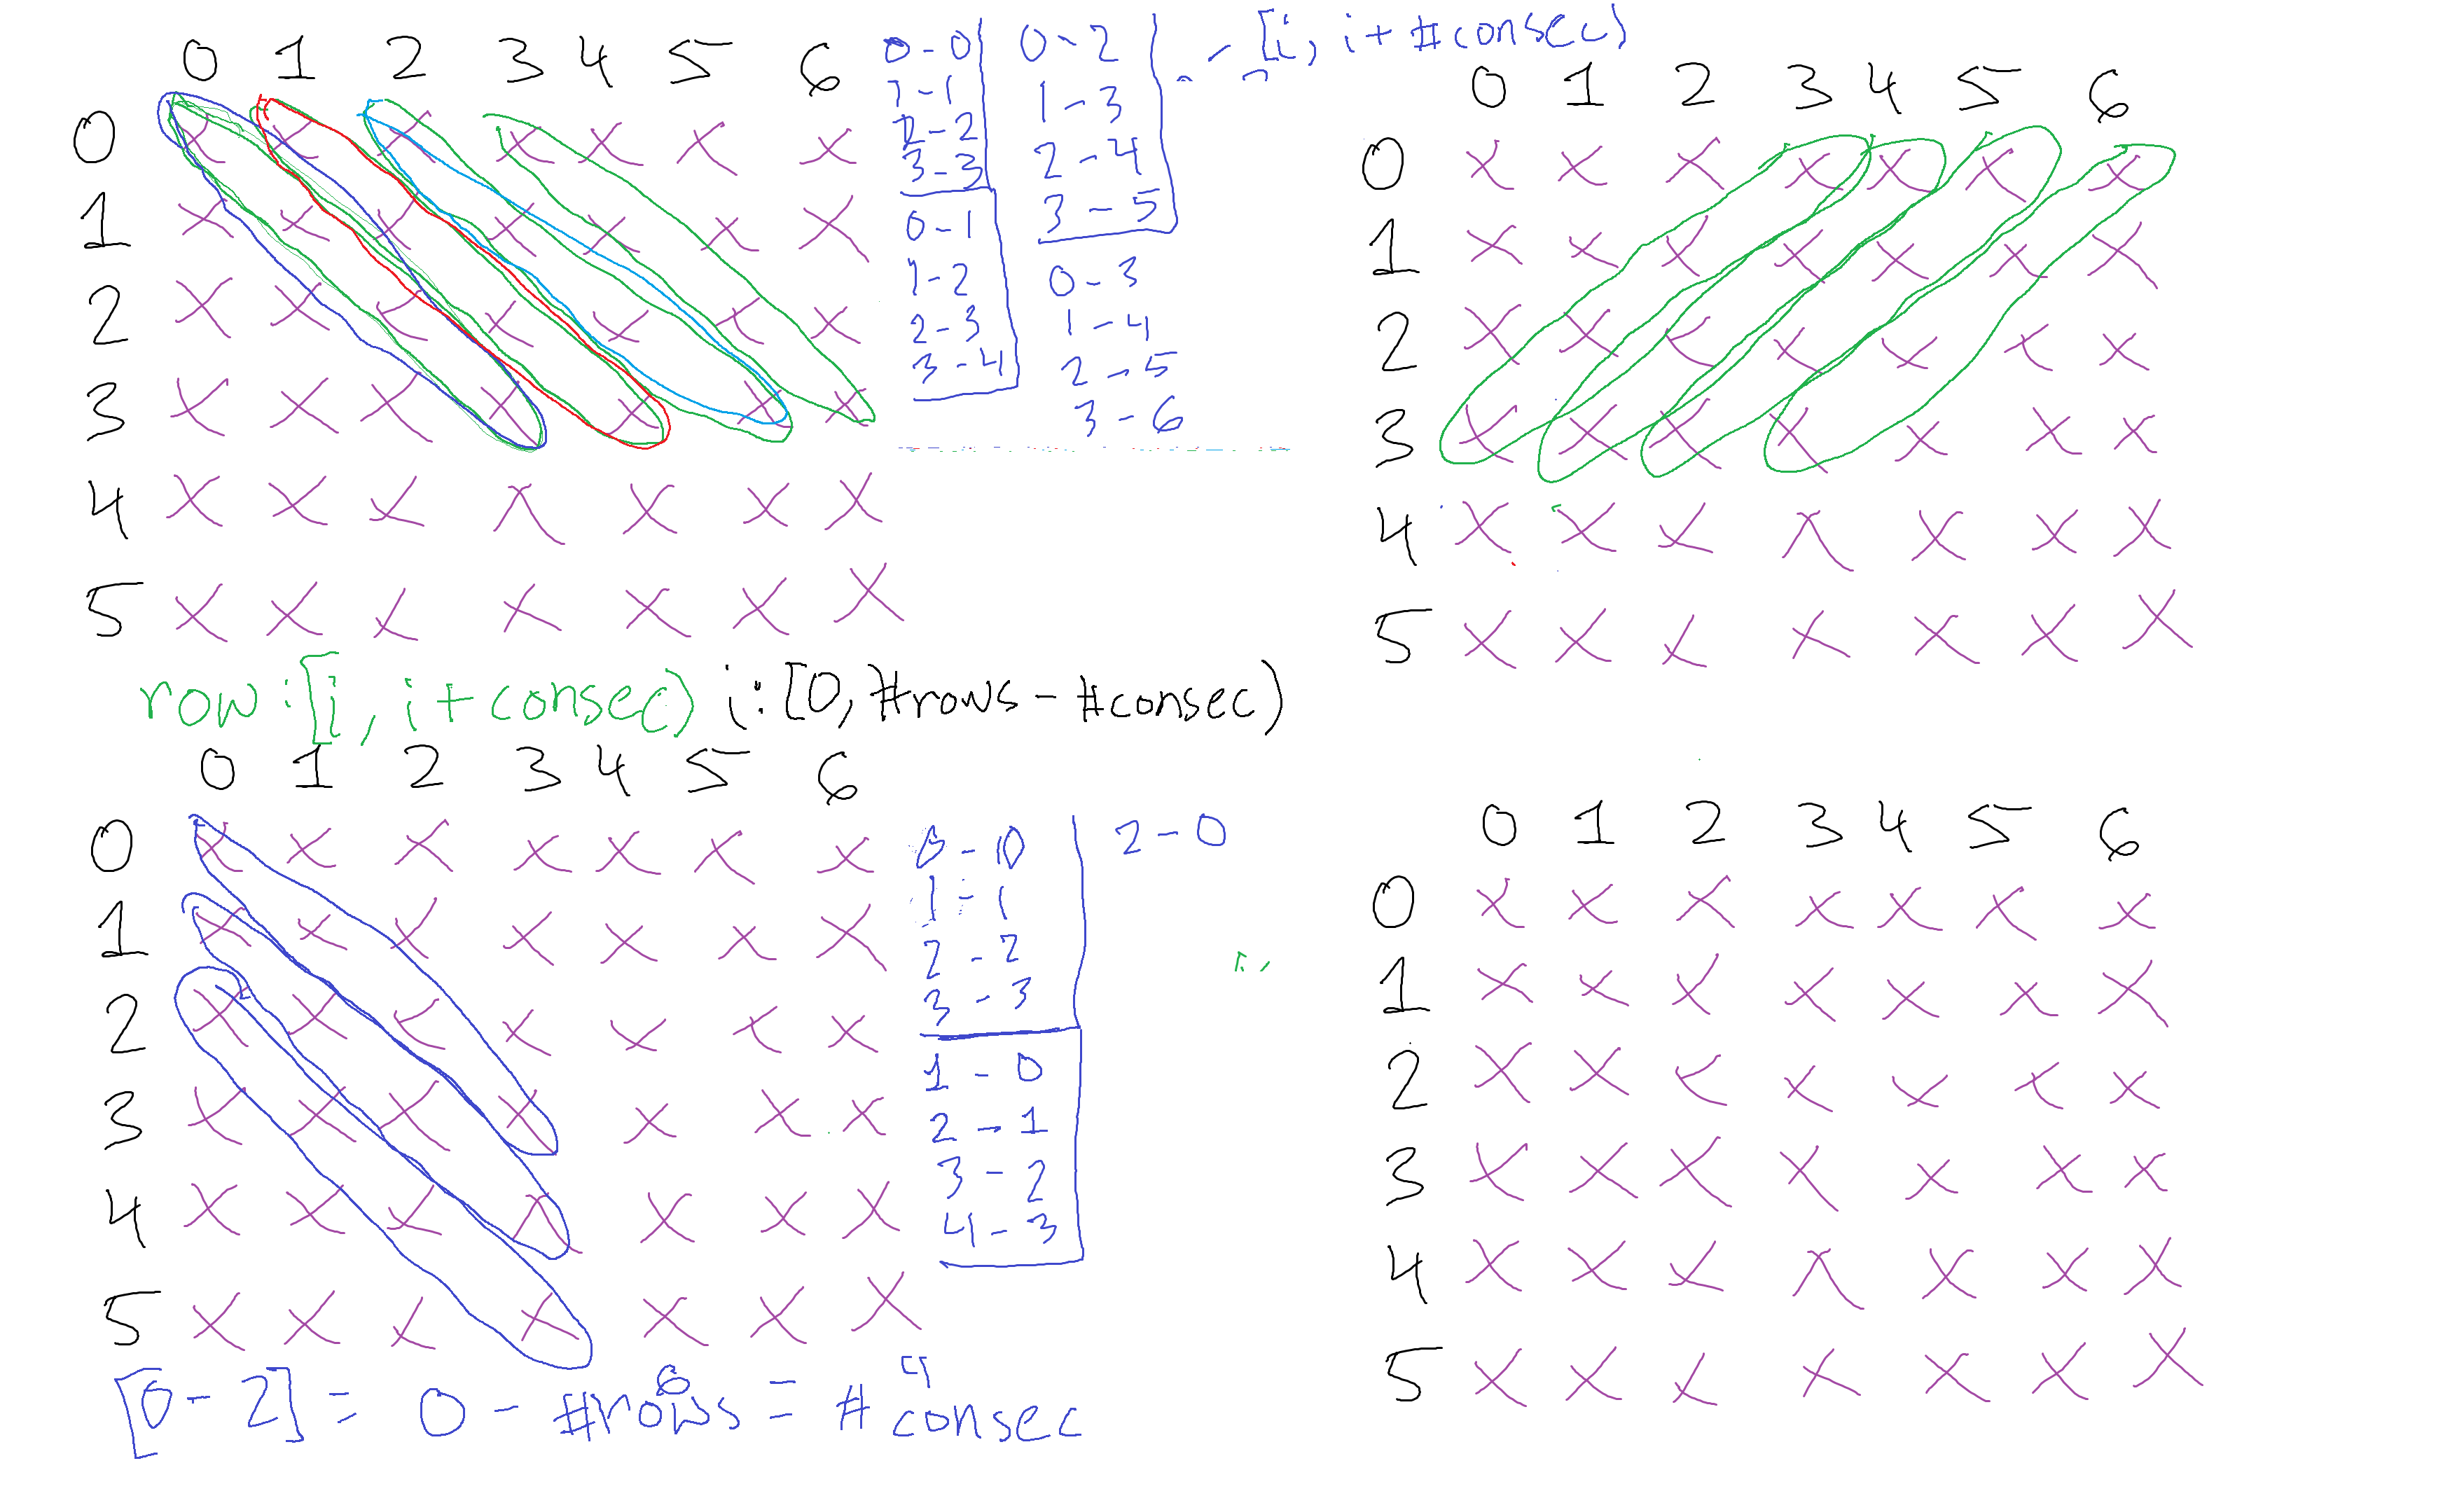 0 1 2 3 4 5 6
0 X X X X X X X
1 X X X X X X X
2 X X X X X X X
3 X X X X X X X
4 X X X X X X X
5 X X X X X X X
0-0
1-1
2-2
3-3
0-1
1-2
2-3
3-4
0-2
1-3
2-4
3-5
0-3
1-4
2-5
3-6
[i, i+ #consec)
0 1 2 3 4 5 6
0 X X X X X X X
1 X X X X X X X
2 X X X X X X X
3 X X X X X X X
4 X X X X X X X
5 X X X X X X X
row:[i, i+consec) i:[0, #rows - #consec)
0 1 2 3 4 5 6
0 X X X X X X X
1 X X X X X X X
2 X X X X X X X
3 X X X X X X X
4 X X X X X X X
5 X X X X X X X
0-0
1-1
2-2
3-3
1-0
2-1
3-2
4-3
2-0
0 1 2 3 4 5 6
0 X X X X X X X
1 X X X X X X X
2 X X X X X X X
3 X X X X X X X
4 X X X X X X X
5 X X X X X X X
6 4
[0-2] = 0 - #rows = #consec